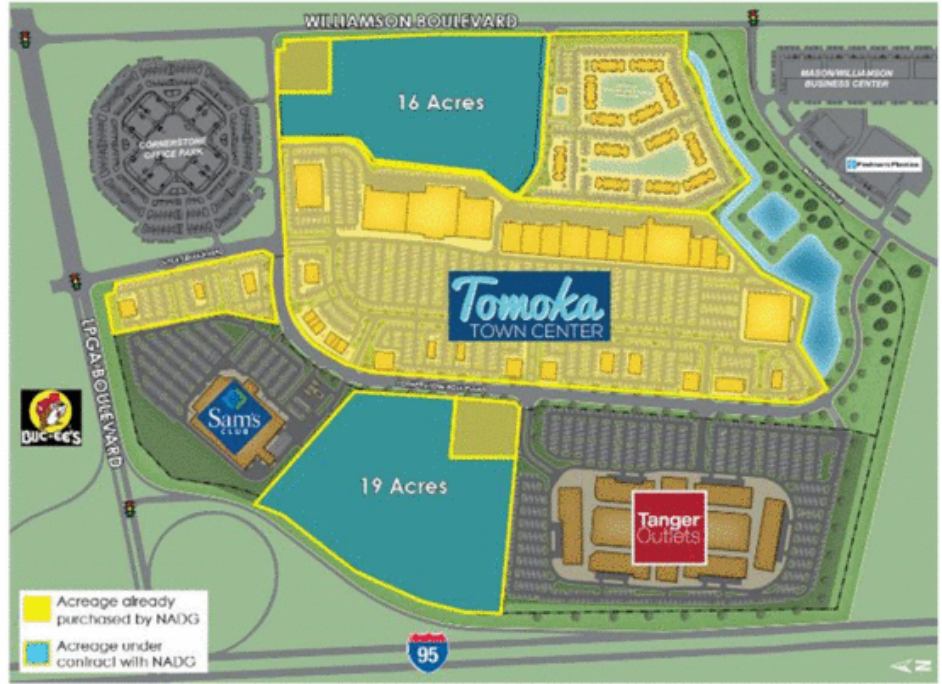 WILLIAMSON BOULEVARD
MASON/WILLIAMSON
BUSINESS CENTER
16 Acres
CORNERSTONE
OFFICE PARK
Tomoka
TOWN CENTER
LPGA BOULEVARD
BUC-EE'S
Sam's
CLUB
19 Acres
Tanger
Outlets
Acreage already
purchased by NADG
Acreage under
contract with NADG
95
N